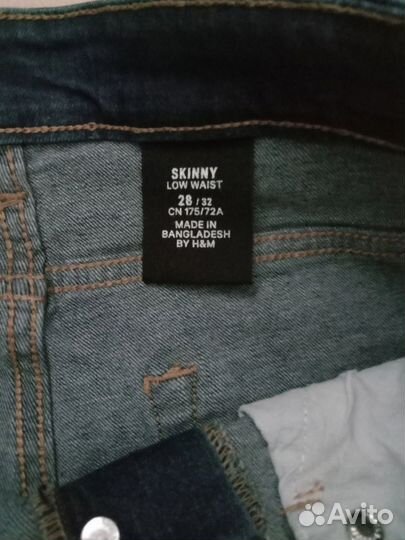 SKINNY
LOW WAIST
28 / 32
CN 175/72A
MADE IN
BANGLADESH
BY H&M
Avito